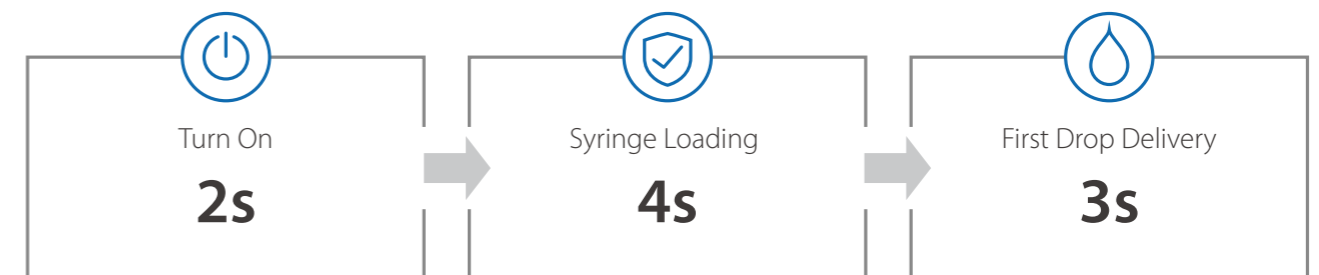 Turn On
2s
Syringe Loading
4s
First Drop Delivery
3s